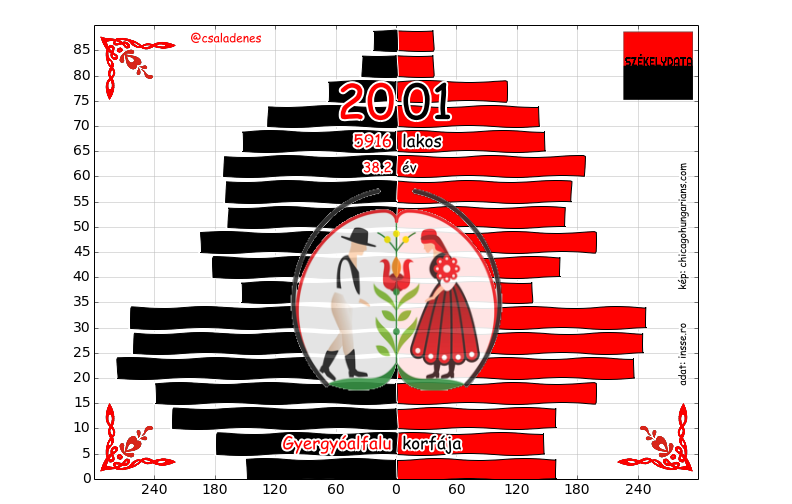 @csaladenes
SZÉKELYDATA
2001
5916 lakos
38.2 év
Gyergyóalfalu korfája
kép: chicagohungarians.com
adat: insse.ro
85
80
75
70
65
60
55
50
45
40
35
30
25
20
15
10
5
0
240 180 120 60 0 60 120 180 240